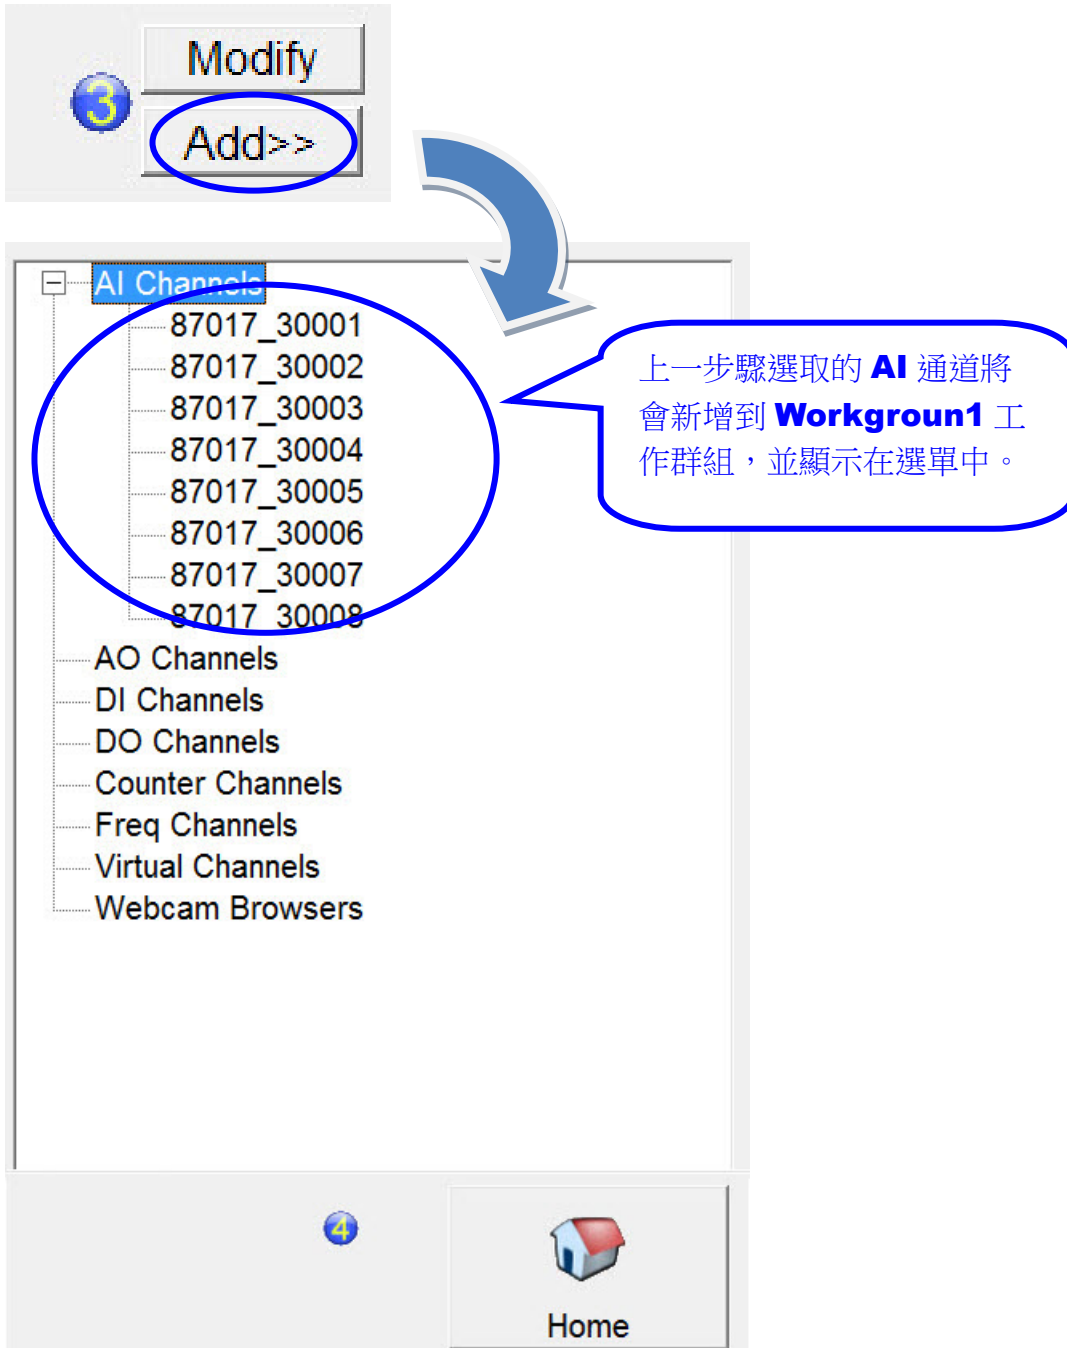 Modify
3
Add>>
AI Channels
87017_30001
87017_30002
87017_30003
87017_30004
87017_30005
87017_30006
87017_30007
87017_30008
AO Channels
DI Channels
DO Channels
Counter Channels
Freq Channels
Virtual Channels
Webcam Browsers
上一步驟選取的 AI 通道將
會新增到 Workgroun1 工
作群組，並顯示在選單中。
4
Home